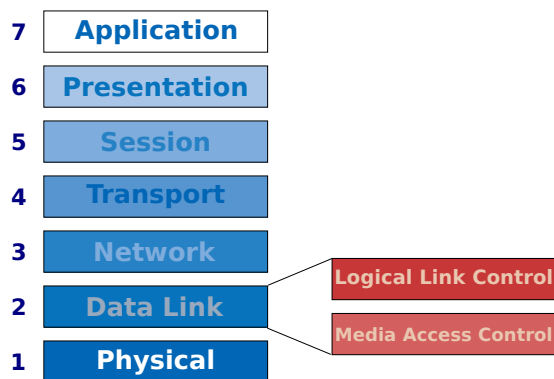 7 Application
6 Presentation
5 Session
4 Transport
3 Network
Logical Link Control
2 Data Link
Media Access Control
1 Physical